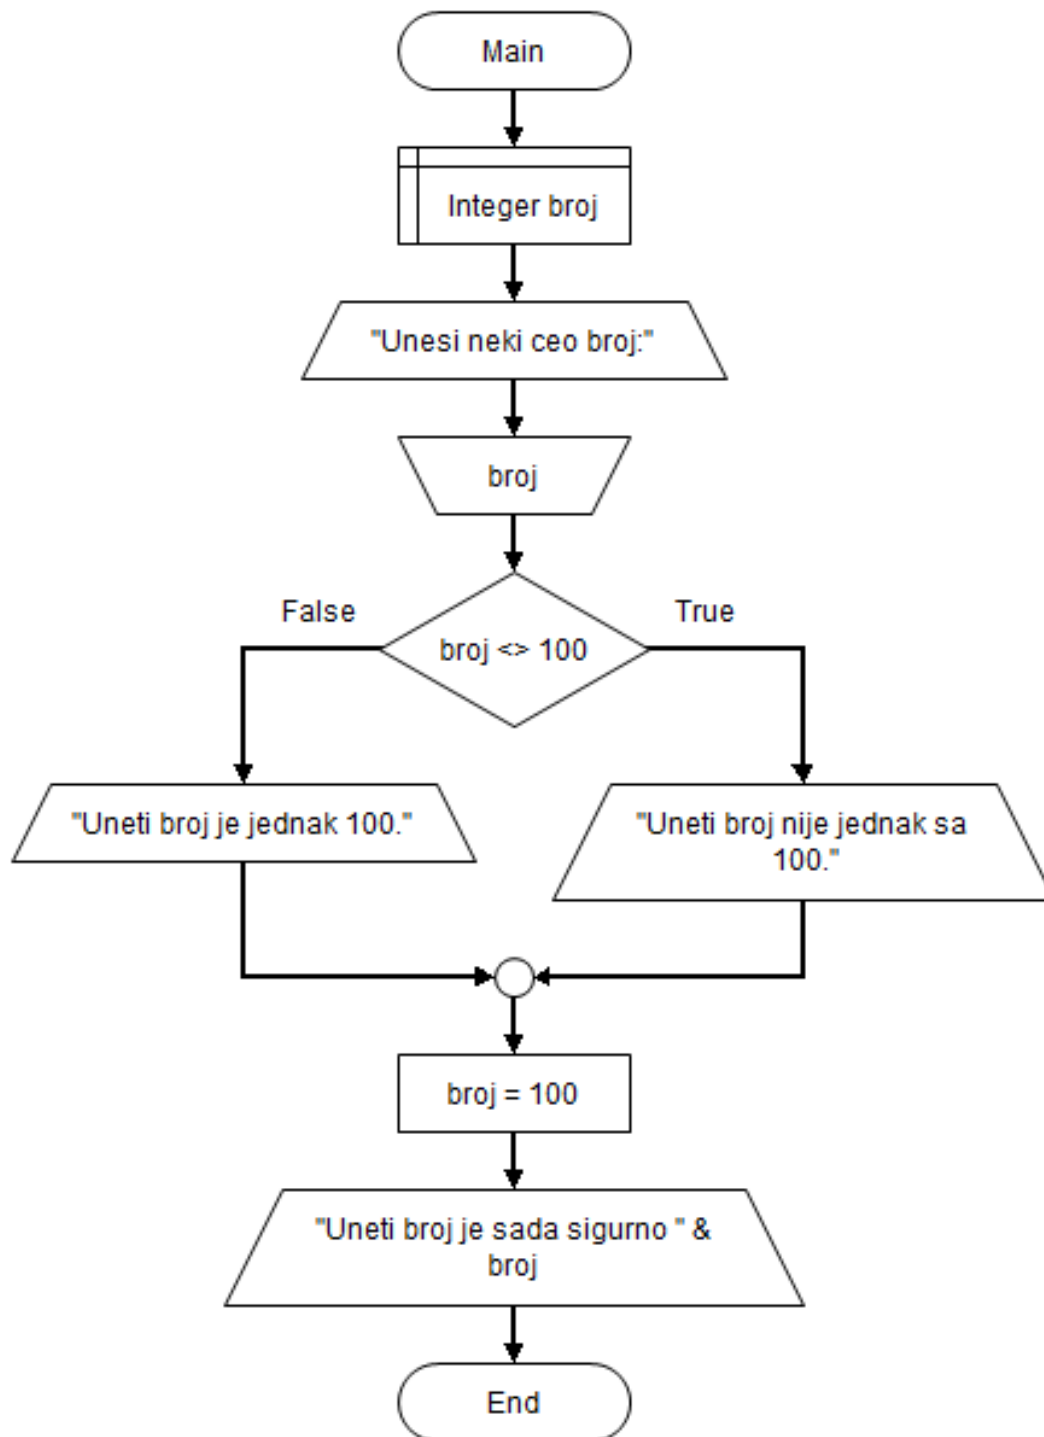 Main
Integer broj
"Unesi neki ceo broj:"
broj
False
True
broj <> 100
"Uneti broj je jednak 100."
"Uneti broj nije jednak sa
100."
broj = 100
"Uneti broj je sada sigurno " &
broj
End